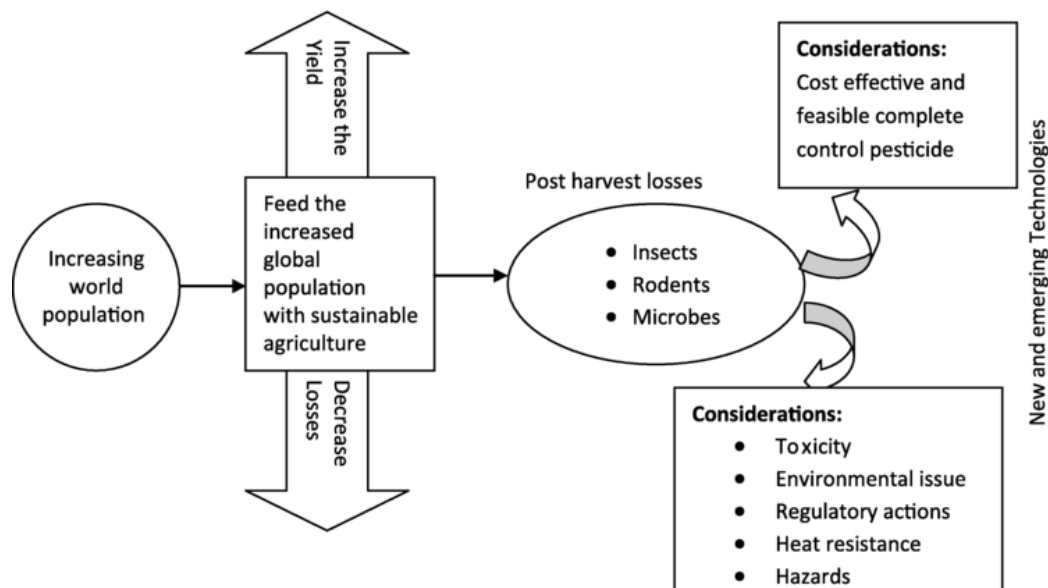 Increasing
world
population
Increase the
Yield
Feed the
increased
global
population
with sustainable
agriculture
Decrease
Losses
Post harvest losses
● Insects
● Rodents
● Microbes
Considerations:
Cost effective and
feasible complete
control pesticide
Considerations:
● Toxicity
● Environmental issue
● Regulatory actions
● Heat resistance
● Hazards
New and emerging Technologies